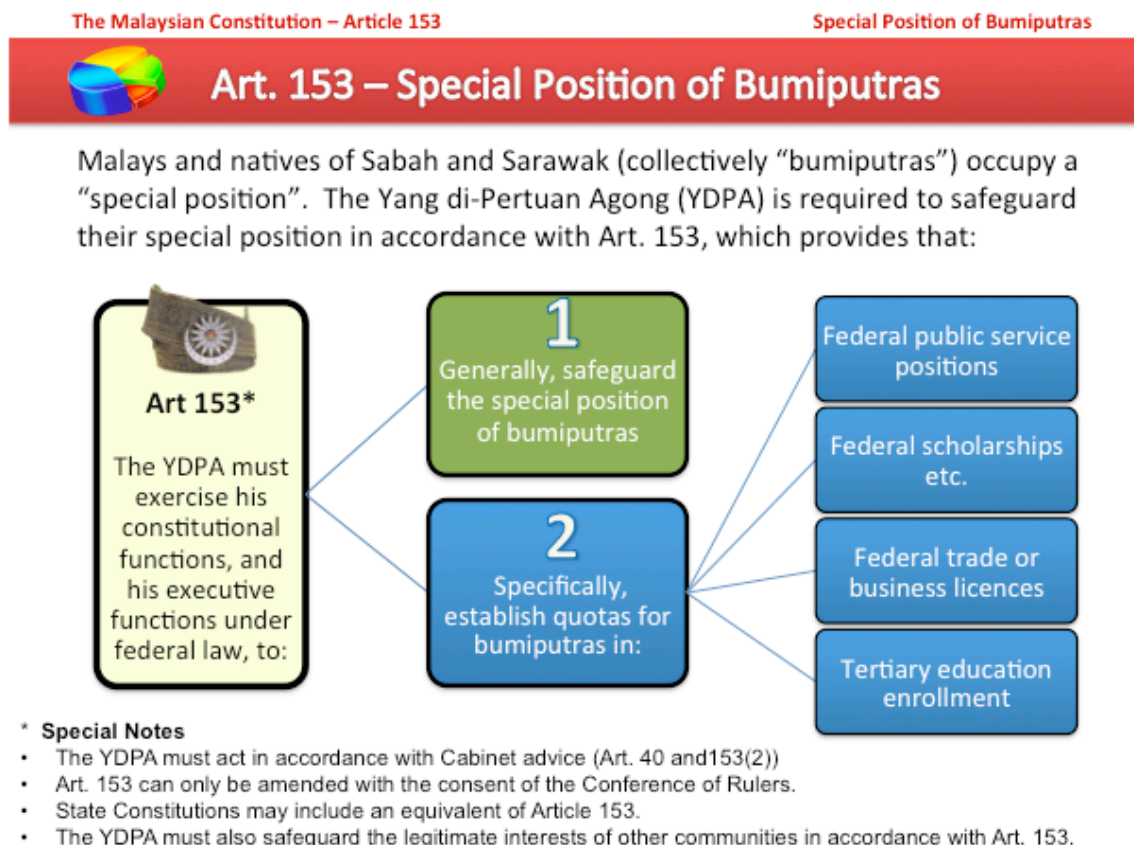 The Malaysian Constitution – Article 153
Special Position of Bumiputras
Art. 153 – Special Position of Bumiputras
Malays and natives of Sabah and Sarawak (collectively “bumiputras”) occupy a
“special position”. The Yang di-Pertuan Agong (YDPA) is required to safeguard
their special position in accordance with Art. 153, which provides that:
Art 153*
The YDPA must
exercise his
constitutional
functions, and
his executive
functions under
federal law, to:
1
Generally, safeguard
the special position
of bumiputras
2
Specifically,
establish quotas for
bumiputras in:
Federal public service
positions
Federal scholarships
etc.
Federal trade or
business licences
Tertiary education
enrollment
* Special Notes
• The YDPA must act in accordance with Cabinet advice (Art. 40 and153(2))
• Art. 153 can only be amended with the consent of the Conference of Rulers.
• State Constitutions may include an equivalent of Article 153.
• The YDPA must also safeguard the legitimate interests of other communities in accordance with Art. 153.